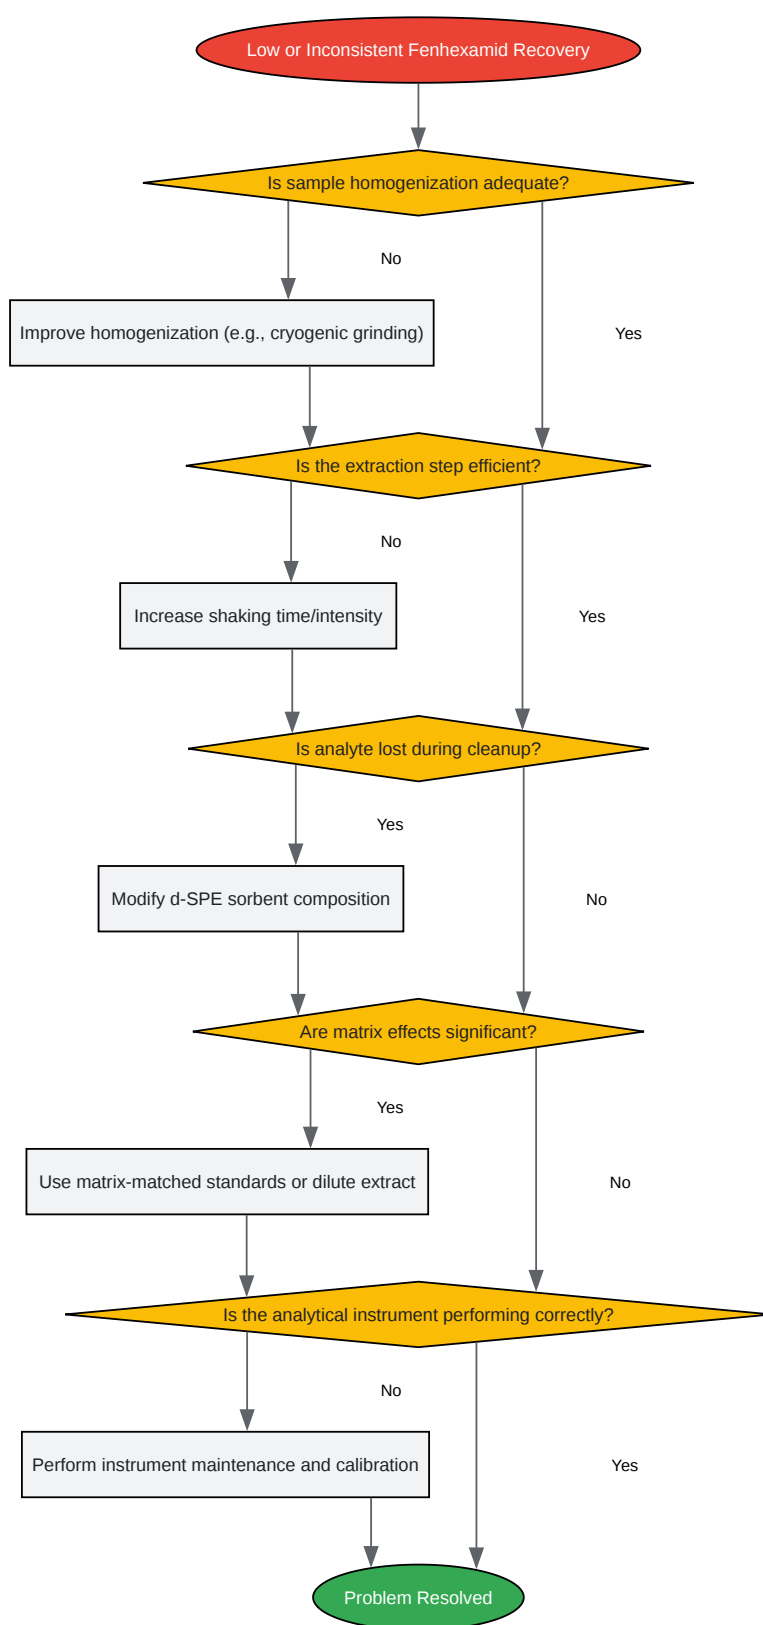 Low or Inconsistent Fenhexamid Recovery
Is sample homogenization adequate?
No
Improve homogenization (e.g., cryogenic grinding)
Yes
Is the extraction step efficient?
No
Increase shaking time/intensity
Yes
Is analyte lost during cleanup?
Yes
Modify d-SPE sorbent composition
No
Are matrix effects significant?
Yes
Use matrix-matched standards or dilute extract
No
Is the analytical instrument performing correctly?
No
Perform instrument maintenance and calibration
Yes
Problem Resolved